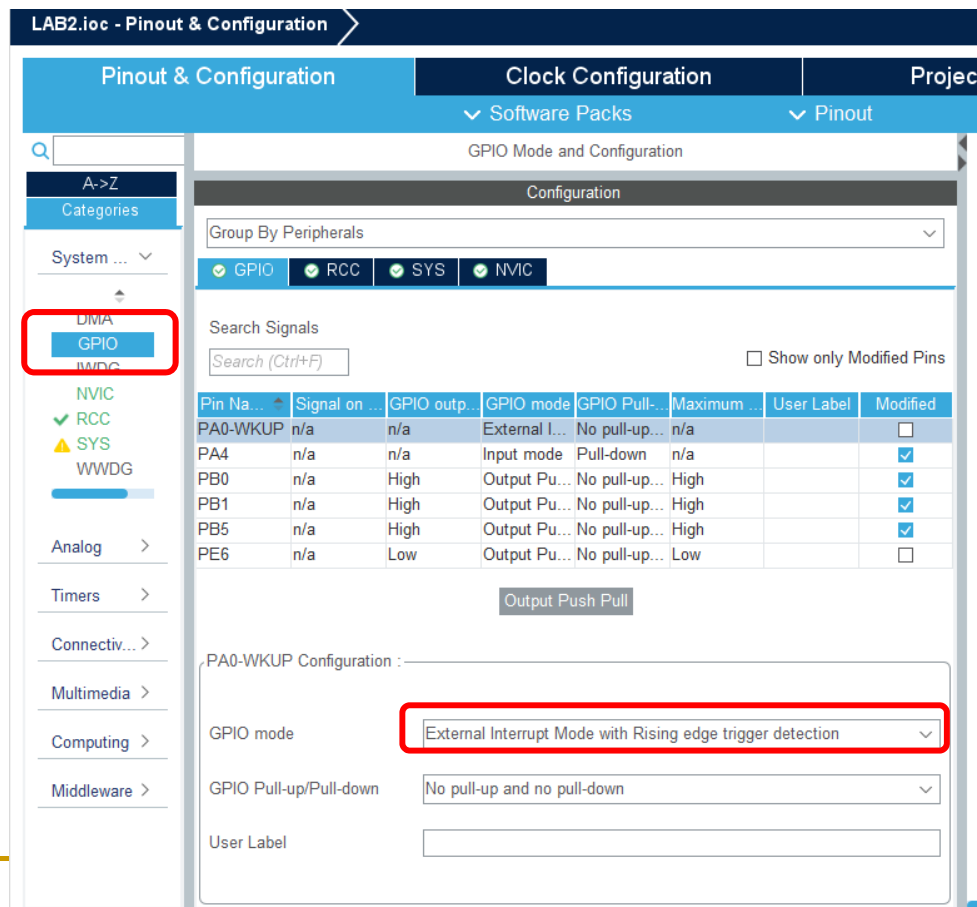 LAB2.ioc - Pinout & Configuration
Pinout & Configuration
Clock Configuration
Projec
Software Packs
Pinout
GPIO Mode and Configuration
A->Z
Categories
Configuration
Group By Peripherals
System ...
GPIO RCC SYS NVIC
DMA
GPIO
IWDG
NVIC
RCC
SYS
WWDG
Search Signals
Search (Ctrl+F)
Show only Modified Pins
Pin Na... Signal on ... GPIO outp... GPIO mode GPIO Pull-... Maximum ... User Label Modified
PA0-WKUP n/a n/a External I... No pull-up... n/a
PA4 n/a n/a Input mode Pull-down n/a
PB0 n/a High Output Pu... No pull-up... High
PB1 n/a High Output Pu... No pull-up... High
PB5 n/a High Output Pu... No pull-up... High
PE6 n/a Low Output Pu... No pull-up... Low
Analog
Timers
Connectiv...
Multimedia
Computing
Middleware
Output Push Pull
PA0-WKUP Configuration :
GPIO mode External Interrupt Mode with Rising edge trigger detection
GPIO Pull-up/Pull-down No pull-up and no pull-down
User Label